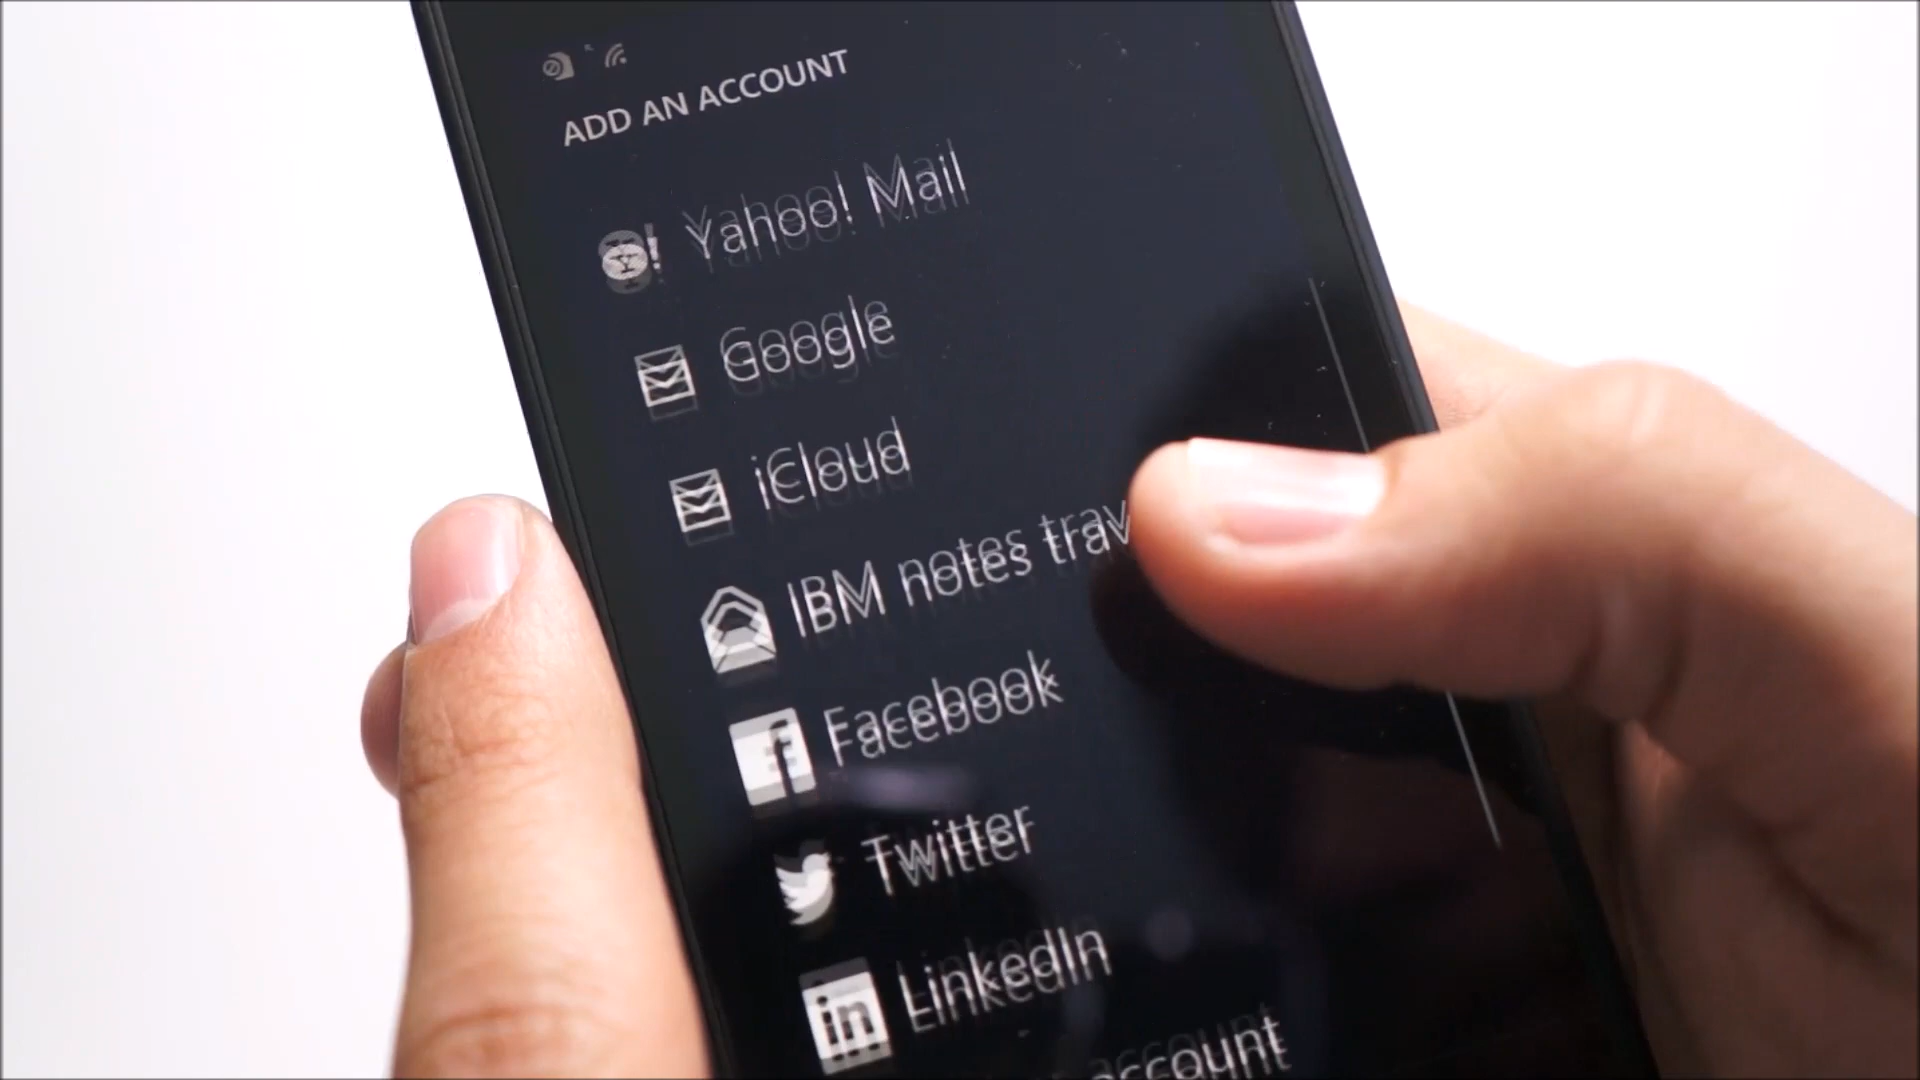 ADD AN ACCOUNT
Yahoo! Mail
Google
iCloud
IBM notes trav
Facebook
Twitter
LinkedIn
account